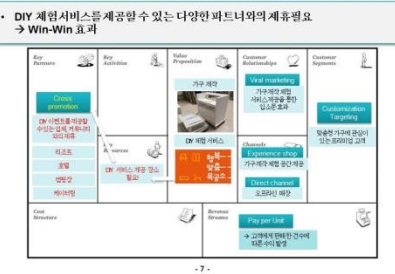 • DIY 체험서비스를 제공할 수 있는 다양한 파트너와의 제휴필요
→ Win-Win 효과
Key
Partners
Key
Activities
Value
Proposition
Customer
Relationships
Customer
Segments
Cross
promotion
DIY 이벤트를 제공할
수 있는 업체, 커뮤니티
와의 제휴
리조트
호텔
캠핑장
케이터링
DIY 서비스 제공 장소
필요
가구 제작
DIY 체험 서비스
Viral marketing
가구제작 체험
서비스 제공을 통한
입소문 효과
Channels
Experience shop
가구제작 체험 공간 제공
Direct channel
오프라인 매장
Customization
Targeting
맞춤형 가구에 관심이
있는 프리미엄 고객
Cost
Structure
Revenue
Streams
Pay per Unit
→ 고객에게 판매한 건수에
따른 수익 발생
- 7 -